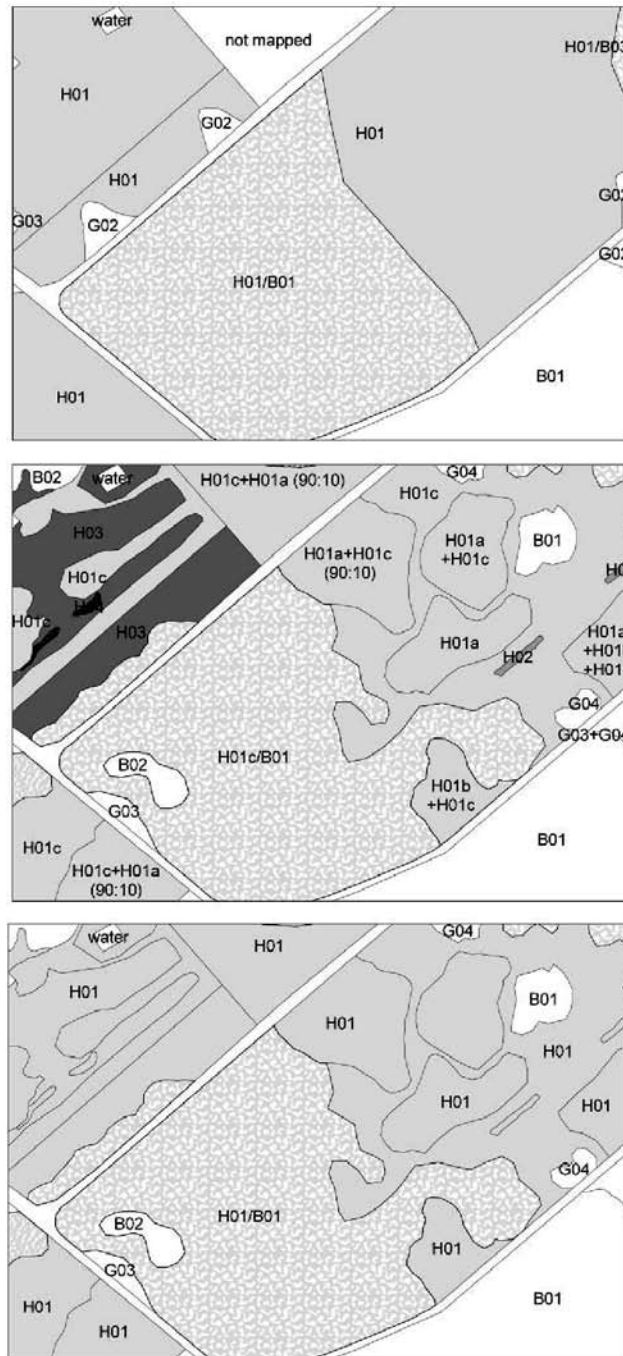 water
not mapped
H01/B03
H01
G02
H01
H01
G02
G03
G02
G02
H01/B01
H01
B01
B02
water
H01c+H01a (90:10)
G04
H01c
H03
H01a+H01c
(90:10)
H01a
+H01c
B01
H01c
H01c
H03
H01a
H02
H01a
+H01
+H01
G04
G03+G04
H01c/B01
B02
G03
H01b
+H01c
B01
H01c
H01c+H01a
(90:10)
water
H01
G04
H01
H01
B01
H01
H01
H01
G04
H01/B01
B02
G03
H01
B01
H01
H01